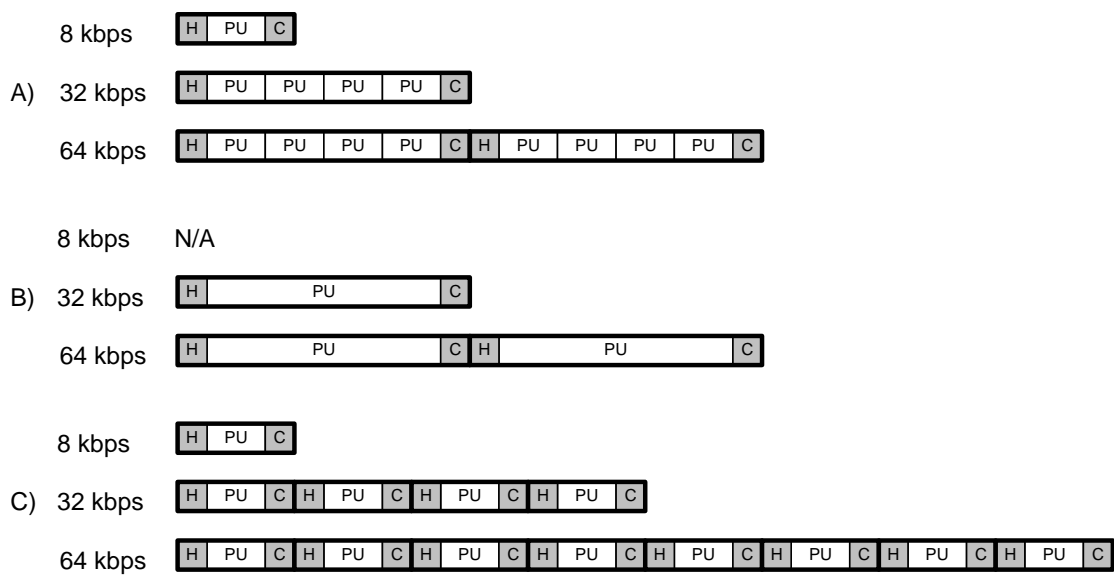 8 kbps H PU C
A) 32 kbps H PU PU PU PU C
64 kbps H PU PU PU PU C H PU PU PU PU C
8 kbps N/A
B) 32 kbps H PU C
64 kbps H PU C H PU C
8 kbps H PU C
C) 32 kbps H PU C H PU C H PU C H PU C
64 kbps H PU C H PU C H PU C H PU C H PU C H PU C H PU C H PU C